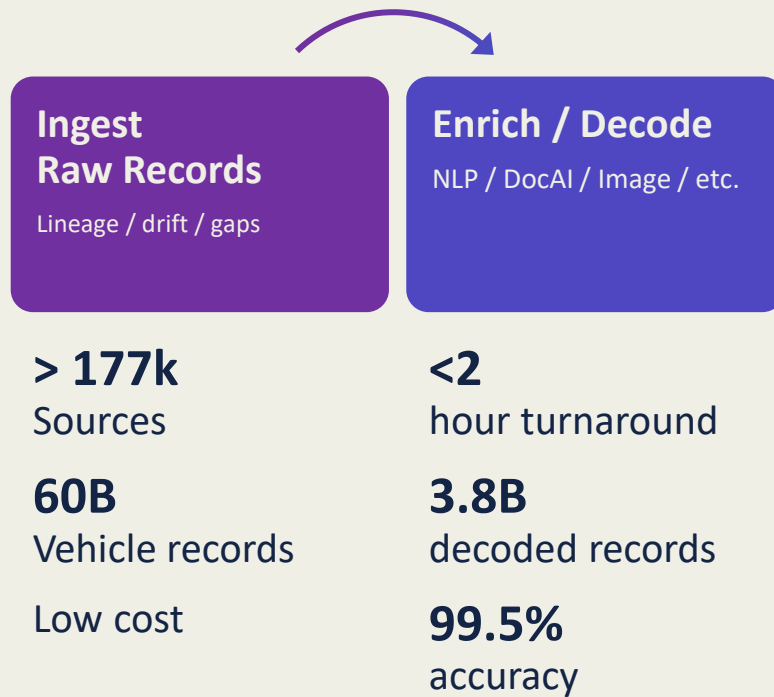 Ingest
Raw Records
Lineage / drift / gaps
> 177k
Sources
60B
Vehicle records
Low cost
Enrich / Decode
NLP / DocAI / Image / etc.
<2
hour turnaround
3.8B
decoded records
99.5%
accuracy